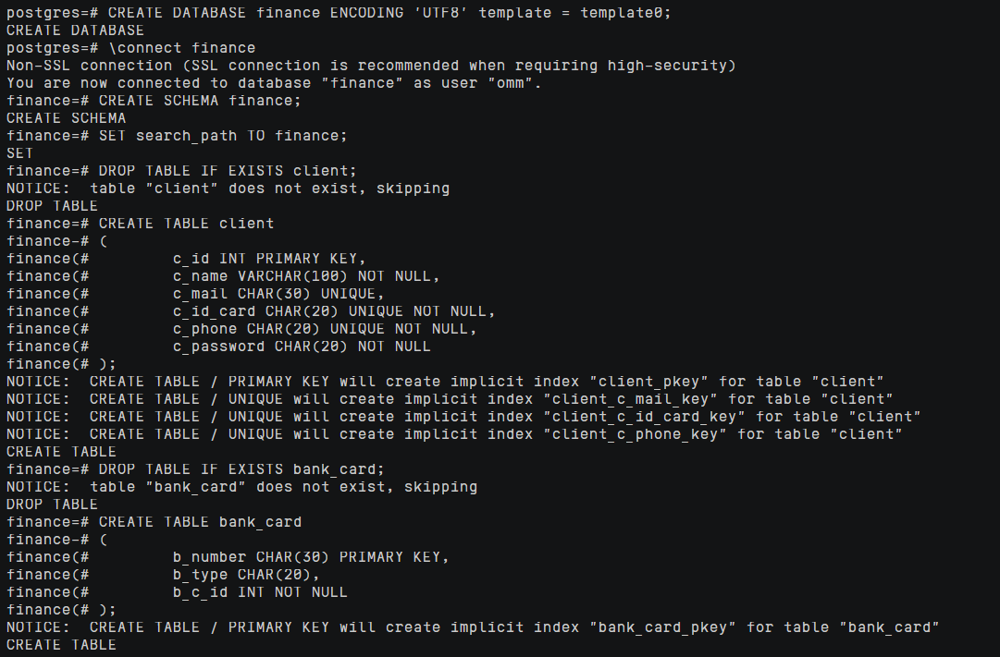 postgres=# CREATE DATABASE finance ENCODING 'UTF8' template = template0;
CREATE DATABASE
postgres=# \connect finance
Non-SSL connection (SSL connection is recommended when requiring high-security)
You are now connected to database "finance" as user "omm".
finance=# CREATE SCHEMA finance;
CREATE SCHEMA
finance=# SET search_path TO finance;
SET
finance=# DROP TABLE IF EXISTS client;
NOTICE:  table "client" does not exist, skipping
DROP TABLE
finance=# CREATE TABLE client
finance-# (
finance(#         c_id INT PRIMARY KEY,
finance(#         c_name VARCHAR(100) NOT NULL,
finance(#         c_mail CHAR(30) UNIQUE,
finance(#         c_id_card CHAR(20) UNIQUE NOT NULL,
finance(#         c_phone CHAR(20) UNIQUE NOT NULL,
finance(#         c_password CHAR(20) NOT NULL
finance(# );
NOTICE:  CREATE TABLE / PRIMARY KEY will create implicit index "client_pkey" for table "client"
NOTICE:  CREATE TABLE / UNIQUE will create implicit index "client_c_mail_key" for table "client"
NOTICE:  CREATE TABLE / UNIQUE will create implicit index "client_c_id_card_key" for table "client"
NOTICE:  CREATE TABLE / UNIQUE will create implicit index "client_c_phone_key" for table "client"
CREATE TABLE
finance=# DROP TABLE IF EXISTS bank_card;
NOTICE:  table "bank_card" does not exist, skipping
DROP TABLE
finance=# CREATE TABLE bank_card
finance-# (
finance(#         b_number CHAR(30) PRIMARY KEY,
finance(#         b_type CHAR(20),
finance(#         b_c_id INT NOT NULL
finance(# );
NOTICE:  CREATE TABLE / PRIMARY KEY will create implicit index "bank_card_pkey" for table "bank_card"
CREATE TABLE